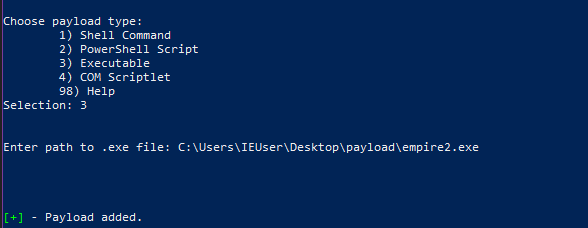 Choose payload type:
1) Shell Command
2) PowerShell Script
3) Executable
4) COM Scriptlet
98) Help
Selection: 3
Enter path to .exe file: C:\Users\IEUser\Desktop\payload\empire2.exe
[+] - Payload added.